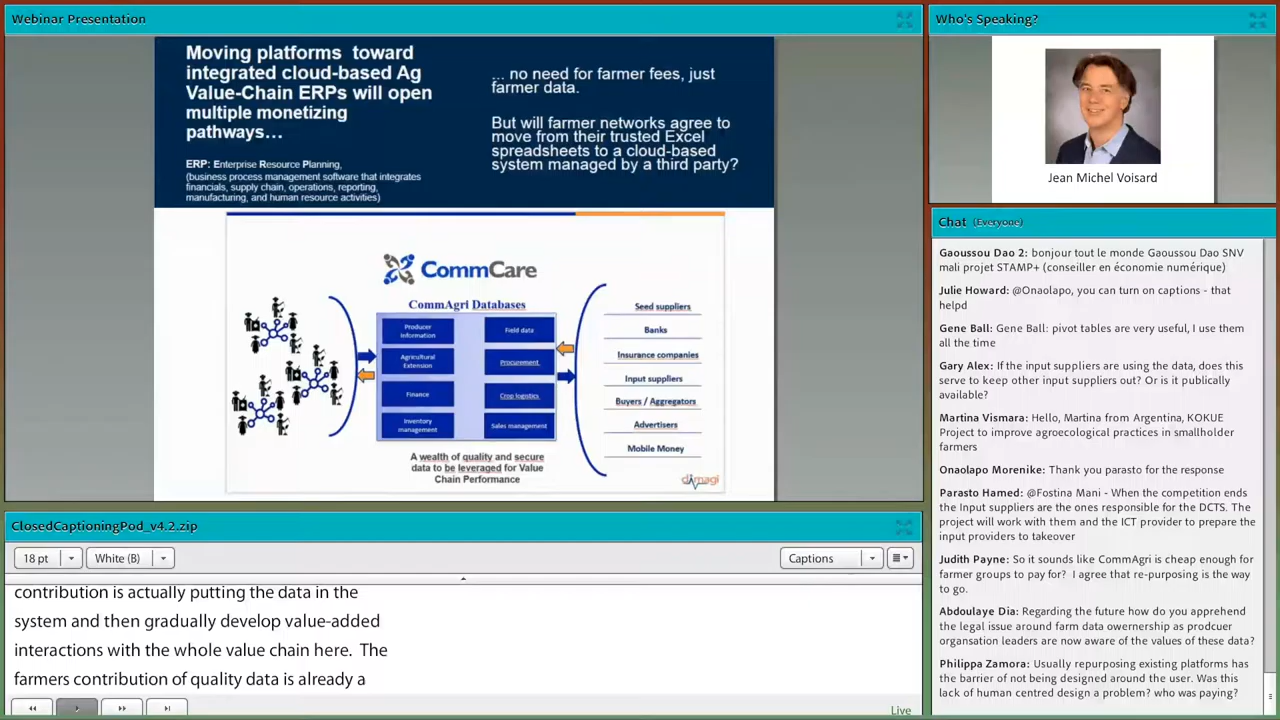 Webinar Presentation
Moving platforms toward
integrated cloud-based Ag
Value-Chain ERPs will open
multiple monetizing
pathways…
ERP: Enterprise Resource Planning,
(business process management software that integrates
financials, supply chain, operations, reporting,
manufacturing, and human resource activities)
... no need for farmer fees, just
farmer data.
But will farmer networks agree to
move from their trusted Excel
spreadsheets to a cloud-based
system managed by a third party?
CommCare
CommAgri Databases
Producer
Information
Field data
Agricultural
Extension
Procurement
Finance
Crop logistics
Inventory
management
Sales management
A wealth of quality and secure
data to be leveraged for Value
Chain Performance
Seed suppliers
Banks
Insurance companies
Input suppliers
Buyers / Aggregators
Advertisers
Mobile Money
dimagi
ClosedCaptioningPod_v4.2.zip
18 pt
White (B)
Captions
contribution is actually putting the data in the
system and then gradually develop value-added
interactions with the whole value chain here.  The
farmers contribution of quality data is already a
Live
Who's Speaking?
Jean Michel Voisard
Chat (Everyone)
Gaoussou Dao 2: bonjour tout le monde Gaoussou Dao SNV
mali projet STAMP+ (conseiller en économie numérique)
Julie Howard: @Onaolapo, you can turn on captions - that
helpd
Gene Ball: Gene Ball: pivot tables are very useful, I use them
all the time
Gary Alex: If the input suppliers are using the data, does this
serve to keep other input suppliers out? Or is it publically
available?
Martina Vismara: Hello, Martina from Argentina, KOKUE
Project to improve agroecological practices in smallholder
farmers
Onaolapo Morenike: Thank you parasto for the response
Parasto Hamed: @Fostina Mani - When the competition ends
the Input suppliers are the ones responsible for the DCTS. The
project will work with them and the ICT provider to prepare the
input providers to takeover
Judith Payne: So it sounds like CommAgri is cheap enough for
farmer groups to pay for?  I agree that re-purposing is the way
to go.
Abdoulaye Dia: Regarding the future how do you apprehend
the legal issue around farm data owernership as prodcuer
organsation leaders are now aware of the values of these data?
Philippa Zamora: Usually repurposing existing platforms has
the barrier of not being designed around the user. Was this
lack of human centred design a problem? who was paying?